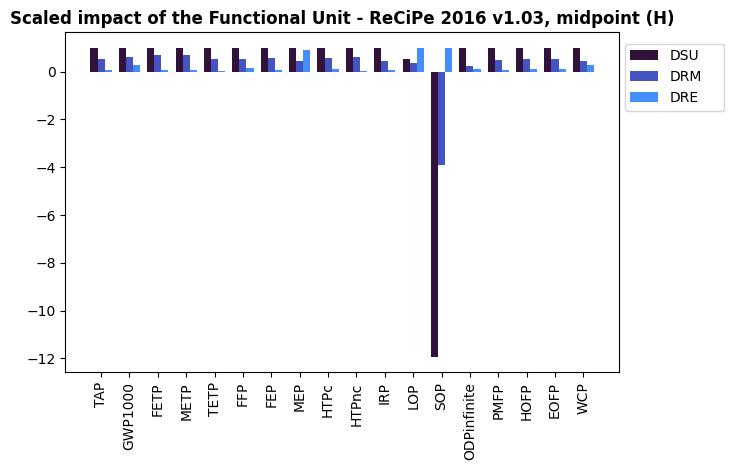 Scaled impact of the Functional Unit - ReCiPe 2016 v1.03, midpoint (H)
DSU
DRM
DRE
0
−2
−4
−6
−8
−10
−12
TAP
GWP1000
FETP
METP
TETP
FFP
FEP
MEP
HTPc
HTPnc
IRP
LOP
SOP
ODPinfinite
PMFP
HOFP
EOFP
WCP